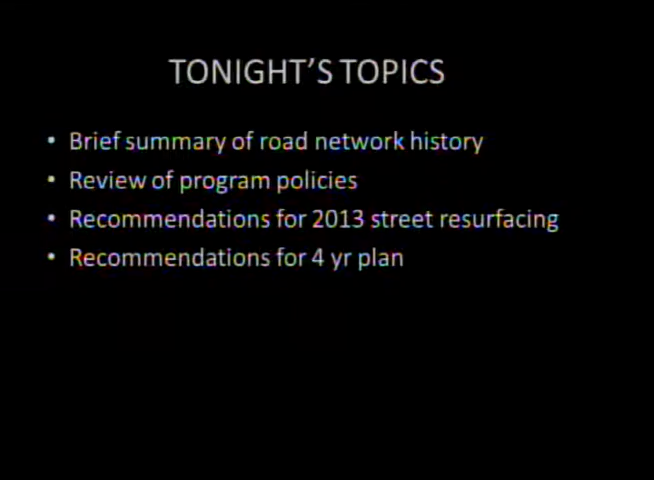 TONIGHT'S TOPICS
• Brief summary of road network history
• Review of program policies
• Recommendations for 2013 street resurfacing
• Recommendations for 4 yr plan